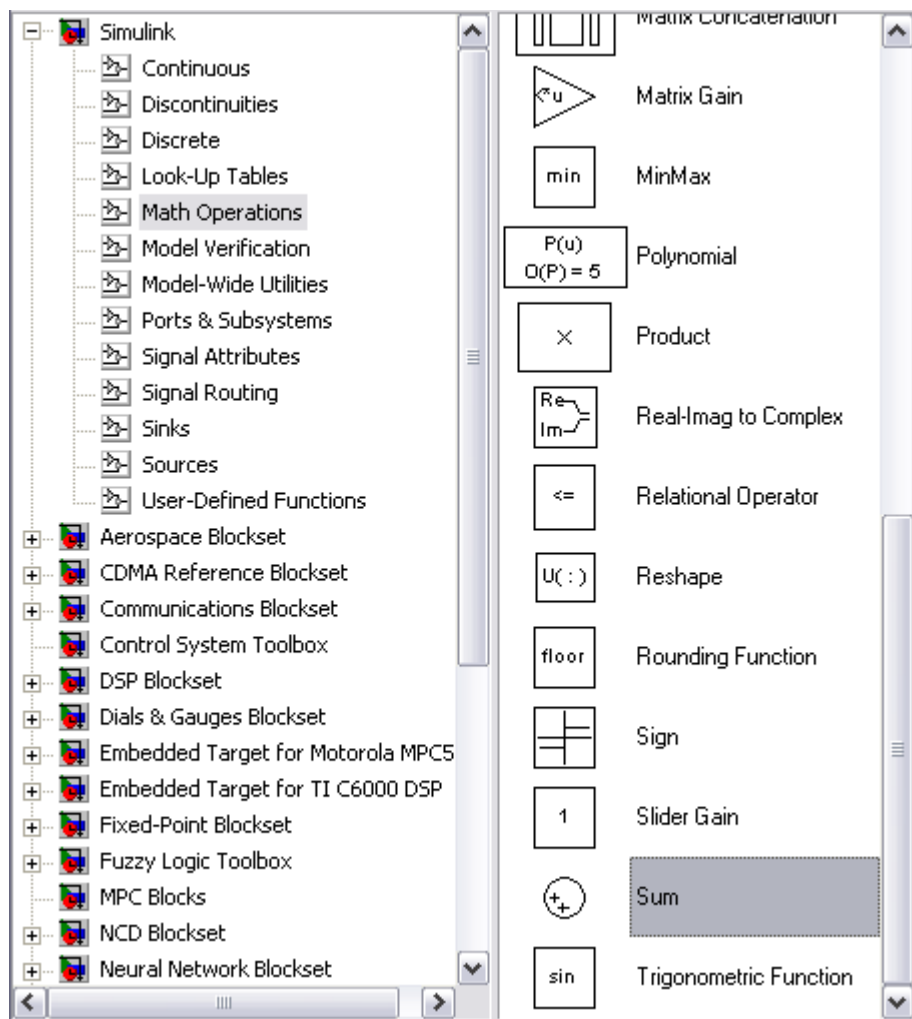 Simulink
Continuous
Discontinuities
Discrete
Look-Up Tables
Math Operations
Model Verification
Model-Wide Utilities
Ports & Subsystems
Signal Attributes
Signal Routing
Sinks
Sources
User-Defined Functions
Aerospace Blockset
CDMA Reference Blockset
Communications Blockset
Control System Toolbox
DSP Blockset
Dials & Gauges Blockset
Embedded Target for Motorola MPC5
Embedded Target for TI C6000 DSP
Fixed-Point Blockset
Fuzzy Logic Toolbox
MPC Blocks
NCD Blockset
Neural Network Blockset
Matrix Concatenation
u Matrix Gain
min MinMax
P(u)
O(P) = 5
Polynomial
× Product
Re
Im
Real-Imag to Complex
<= Relational Operator
U( : ) Reshape
floor Rounding Function
Sign
1 Slider Gain
+
+
Sum
sin Trigonometric Function